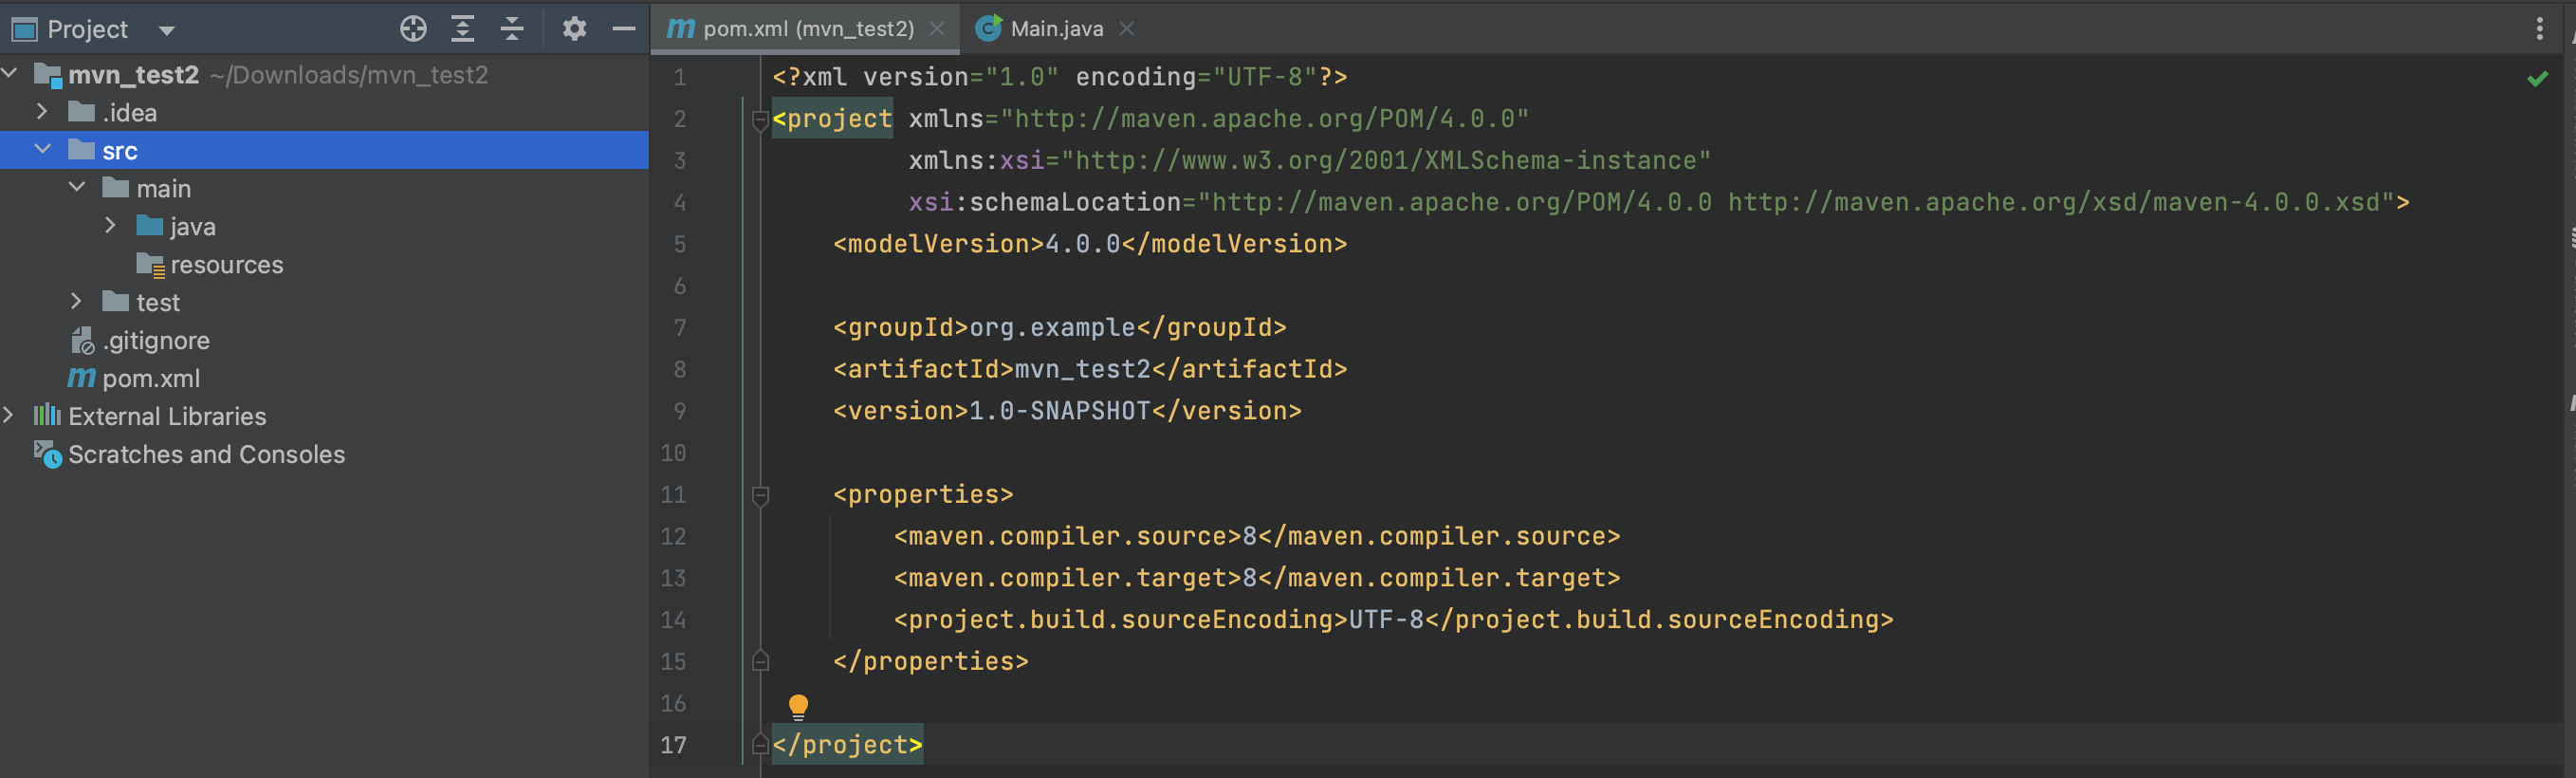 Project
mvn_test2 ~/Downloads/mvn_test2
.idea
src
main
java
resources
test
.gitignore
pom.xml
External Libraries
Scratches and Consoles
pom.xml (mvn_test2)
Main.java
1 <?xml version="1.0" encoding="UTF-8"?>
2 <project xmlns="http://maven.apache.org/POM/4.0.0"
3 xmlns:xsi="http://www.w3.org/2001/XMLSchema-instance"
4 xsi:schemaLocation="http://maven.apache.org/POM/4.0.0 http://maven.apache.org/xsd/maven-4.0.0.xsd">
5 <modelVersion>4.0.0</modelVersion>
6
7 <groupId>org.example</groupId>
8 <artifactId>mvn_test2</artifactId>
9 <version>1.0-SNAPSHOT</version>
10
11 <properties>
12 <maven.compiler.source>8</maven.compiler.source>
13 <maven.compiler.target>8</maven.compiler.target>
14 <project.build.sourceEncoding>UTF-8</project.build.sourceEncoding>
15 </properties>
16
17 </project>